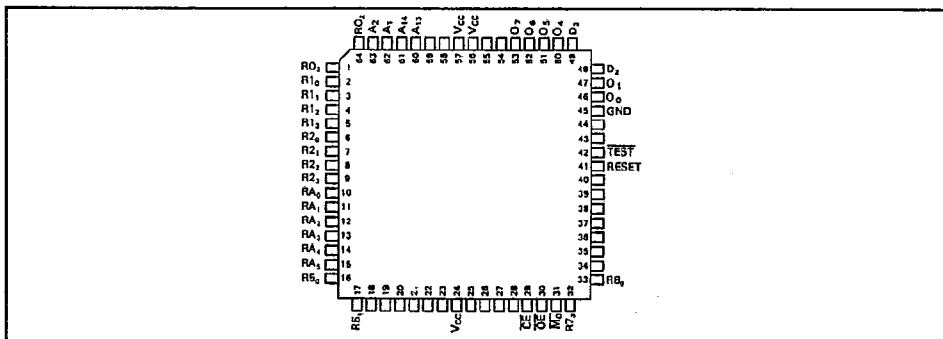 RO₂ A₂ A₁ A₁₄ A₁₃ VCC VCC O₇ O₆ O₅ O₄ D₃
64 63 62 61 60 59 58 57 56 55 54 53 52 51 50 49
RO₃ 1
R1₀ 2
R1₁ 3
R1₂ 4
R1₃ 5
R2₀ 6
R2₁ 7
R2₂ 8
R2₃ 9
RA₀ 10
RA₁ 11
RA₂ 12
RA₃ 13
RA₄ 14
RA₅ 15
R5₀ 16
48 D₂
47 O₁
46 O₀
45 GND
44
43
42 TEST
41 RESET
40
39
38
37
36
35
34
33
17 18 19 20 22 23 24 25 26 27 28 29 30 31 32
VCC CE OE M₀ R7₃